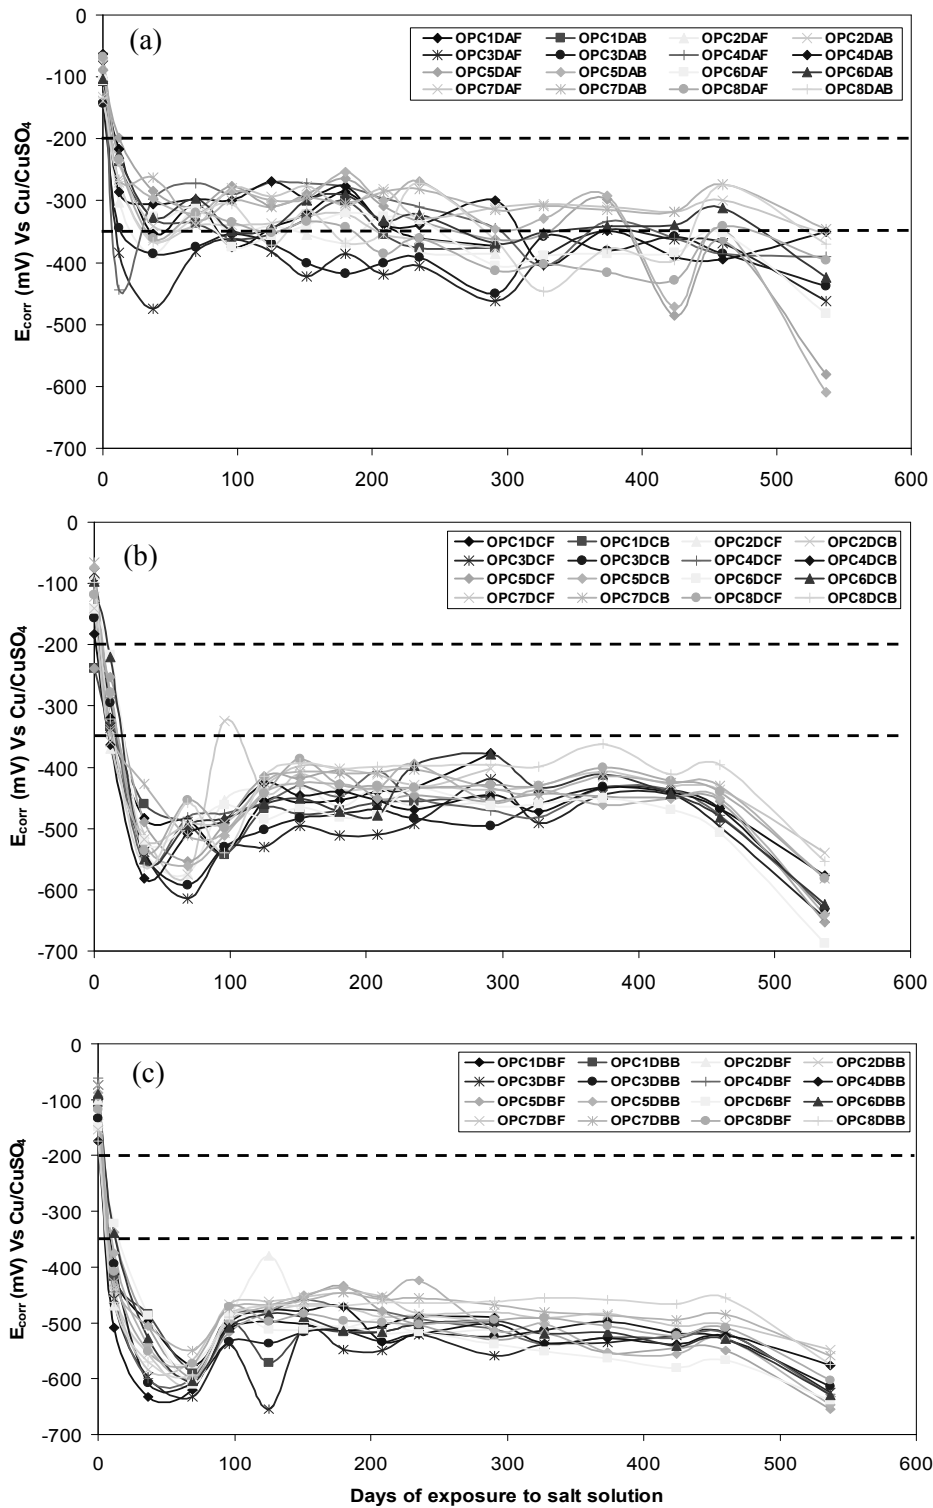 (a)
OPC1DAF OPC1DAB OPC2DAF OPC2DAB
OPC3DAF OPC3DAB OPC4DAF OPC4DAB
OPC5DAF OPC5DAB OPC6DAF OPC6DAB
OPC7DAF OPC7DAB OPC8DAF OPC8DAB
Ecorr (mV) Vs Cu/CuSO4
0
-100
-200
-300
-400
-500
-600
-700
0 100 200 300 400 500 600
(b)
OPC1DCF OPC1DCB OPC2DCF OPC2DCB
OPC3DCF OPC3DCB OPC4DCF OPC4DCB
OPC5DCF OPC5DCB OPC6DCF OPC6DCB
OPC7DCF OPC7DCB OPC8DCF OPC8DCB
Ecorr (mV) Vs Cu/CuSO4
0
-100
-200
-300
-400
-500
-600
-700
0 100 200 300 400 500 600
(c)
OPC1DBF OPC1DBB OPC2DBF OPC2DBB
OPC3DBF OPC3DBB OPC4DBF OPC4DBB
OPC5DBF OPC5DBB OPCD6BF OPC6DBB
OPC7DBF OPC7DBB OPC8DBF OPC8DBB
Ecorr (mV) Vs Cu/CuSO4
0
-100
-200
-300
-400
-500
-600
-700
0 100 200 300 400 500 600
Days of exposure to salt solution